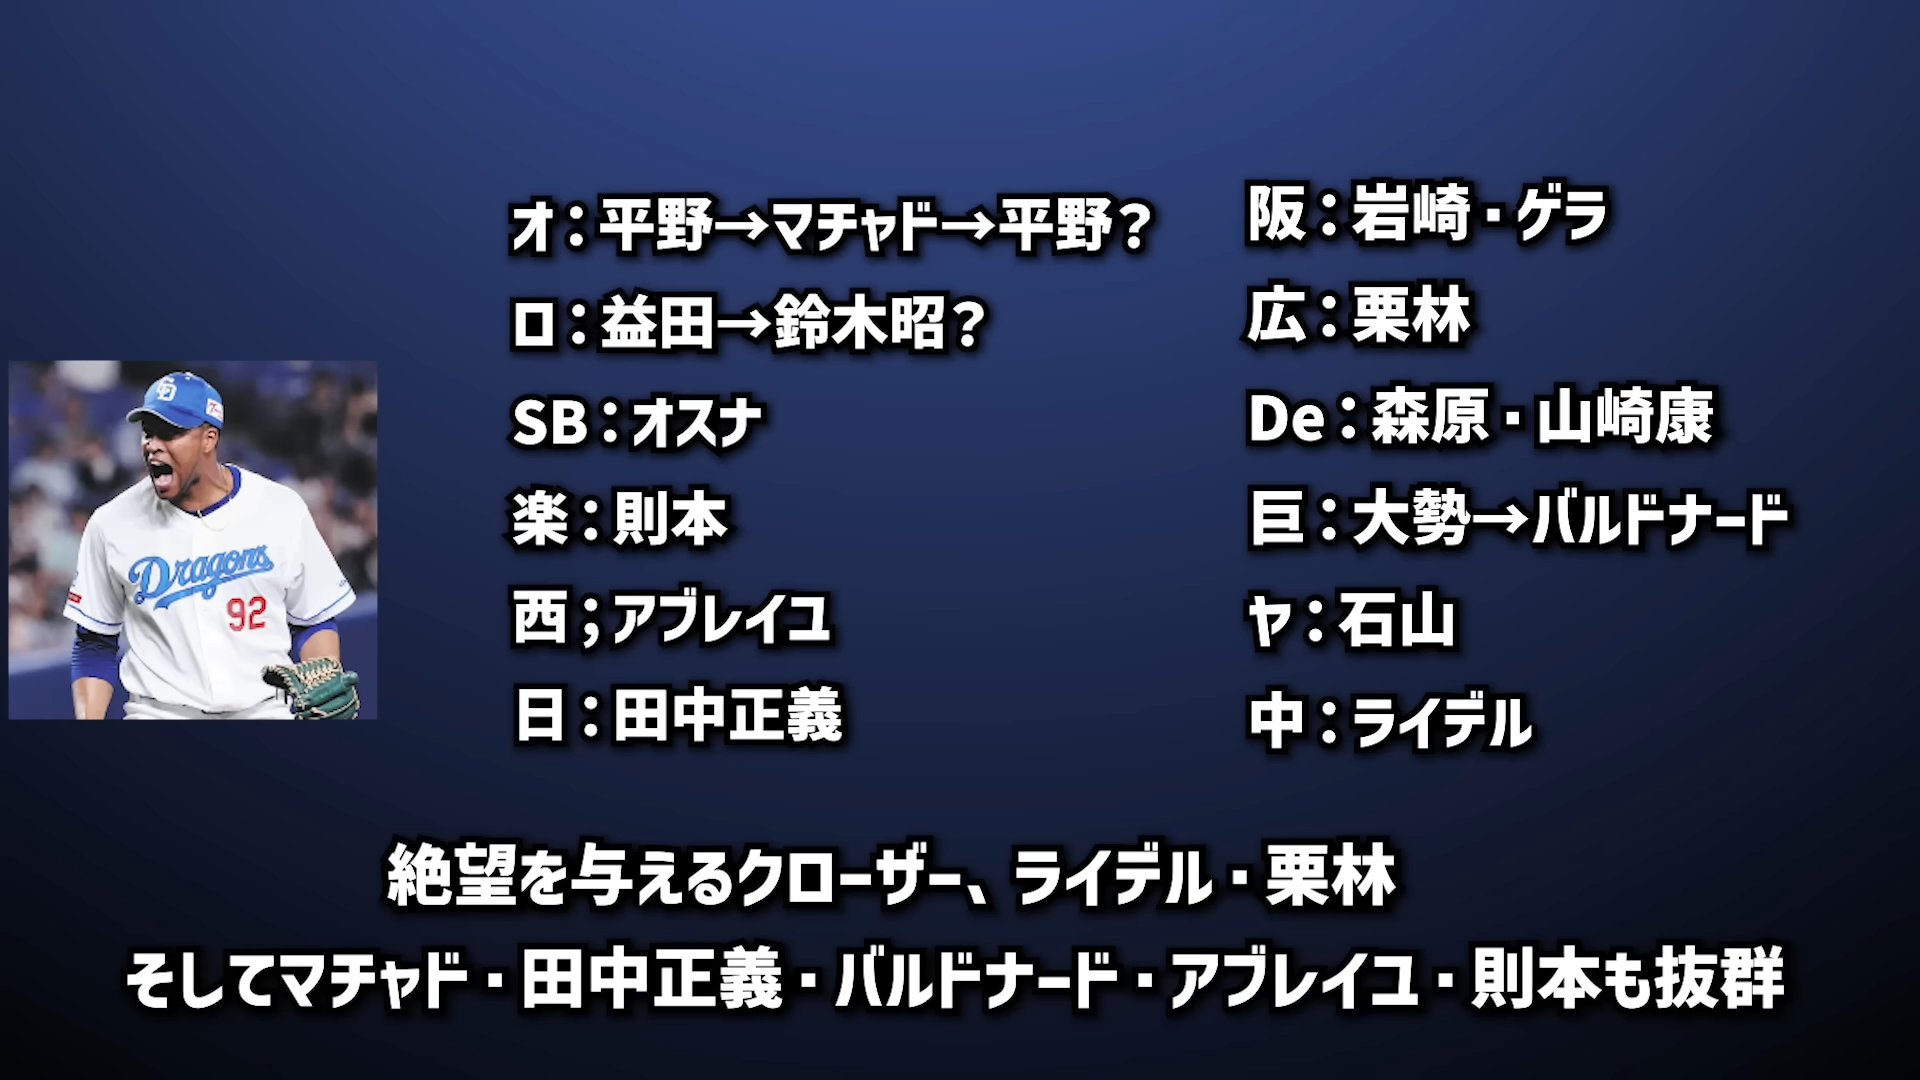 オ：平野→マチャド→平野？
ロ：益田→鈴木昭？
SB：オスナ
楽：則本
西；アブレイユ
日：田中正義
阪：岩崎・ゲラ
広：栗林
De：森原・山崎康
巨：大勢→バルドナード
ヤ：石山
中：ライデル
Dragons
92
絶望を与えるクローザー、ライデル・栗林
そしてマチャド・田中正義・バルドナード・アブレイユ・則本も抜群